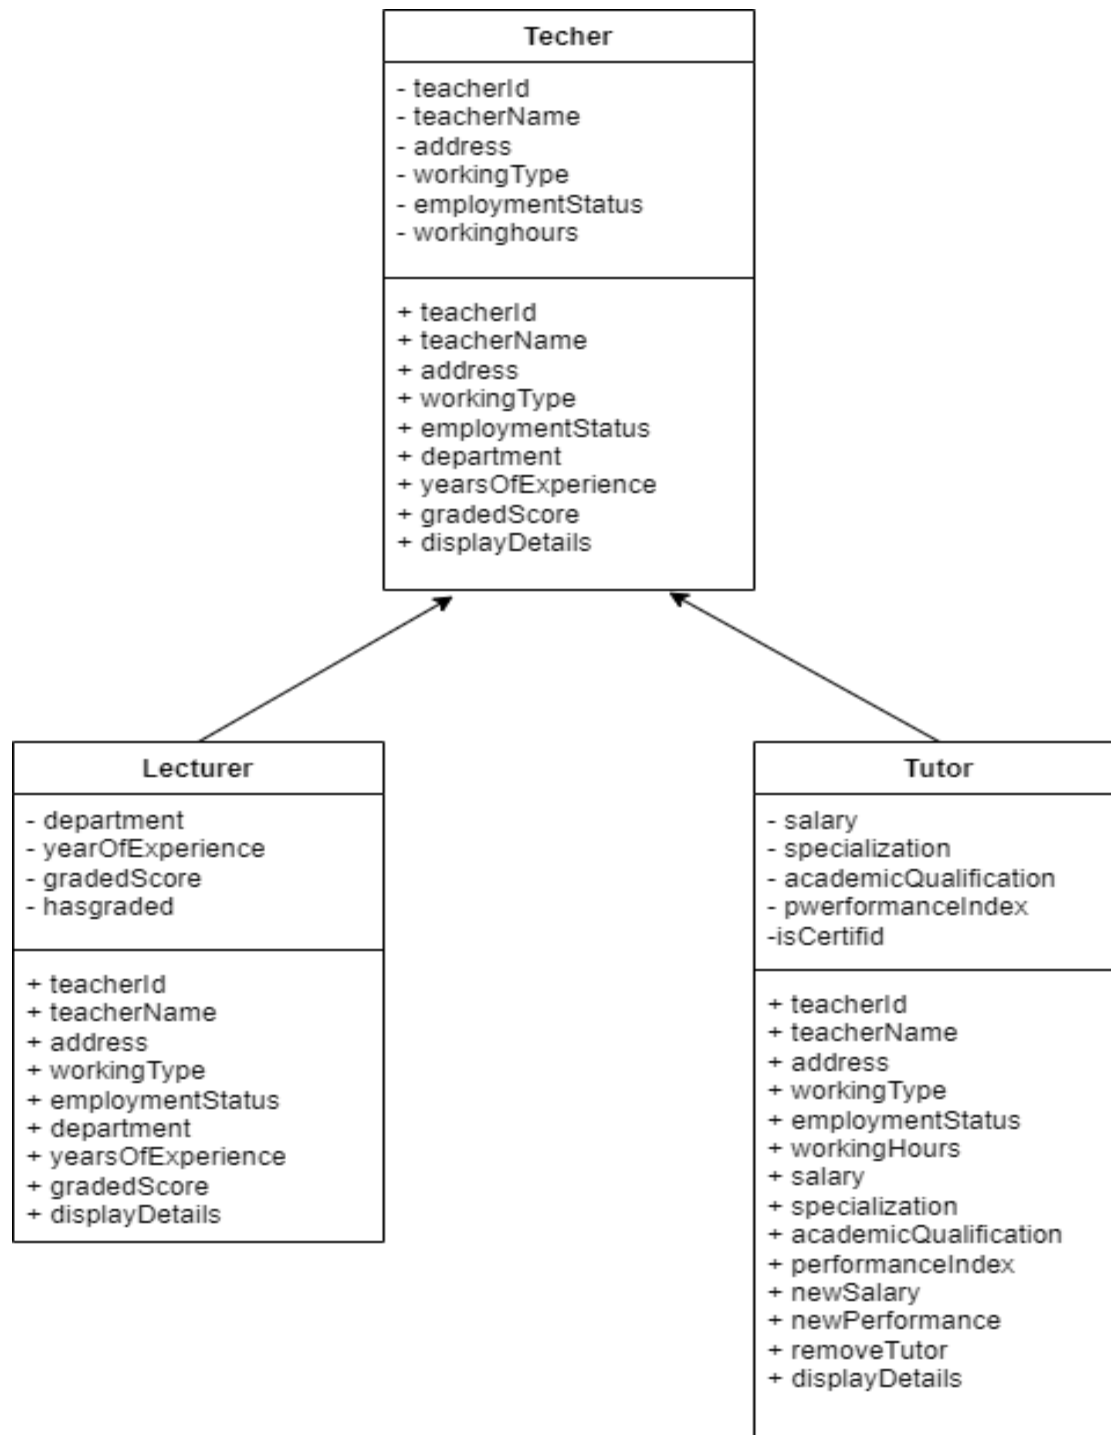 Techer
- teacherId
- teacherName
- address
- workingType
- employmentStatus
- workinghours
+ teacherId
+ teacherName
+ address
+ workingType
+ employmentStatus
+ department
+ yearsOfExperience
+ gradedScore
+ displayDetails
Lecturer
- department
- yearOfExperience
- gradedScore
- hasgraded
+ teacherId
+ teacherName
+ address
+ workingType
+ employmentStatus
+ department
+ yearsOfExperience
+ gradedScore
+ displayDetails
Tutor
- salary
- specialization
- academicQualification
- pwerformanceIndex
-isCertifid
+ teacherId
+ teacherName
+ address
+ workingType
+ employmentStatus
+ workingHours
+ salary
+ specialization
+ academicQualification
+ performanceIndex
+ newSalary
+ newPerformance
+ removeTutor
+ displayDetails